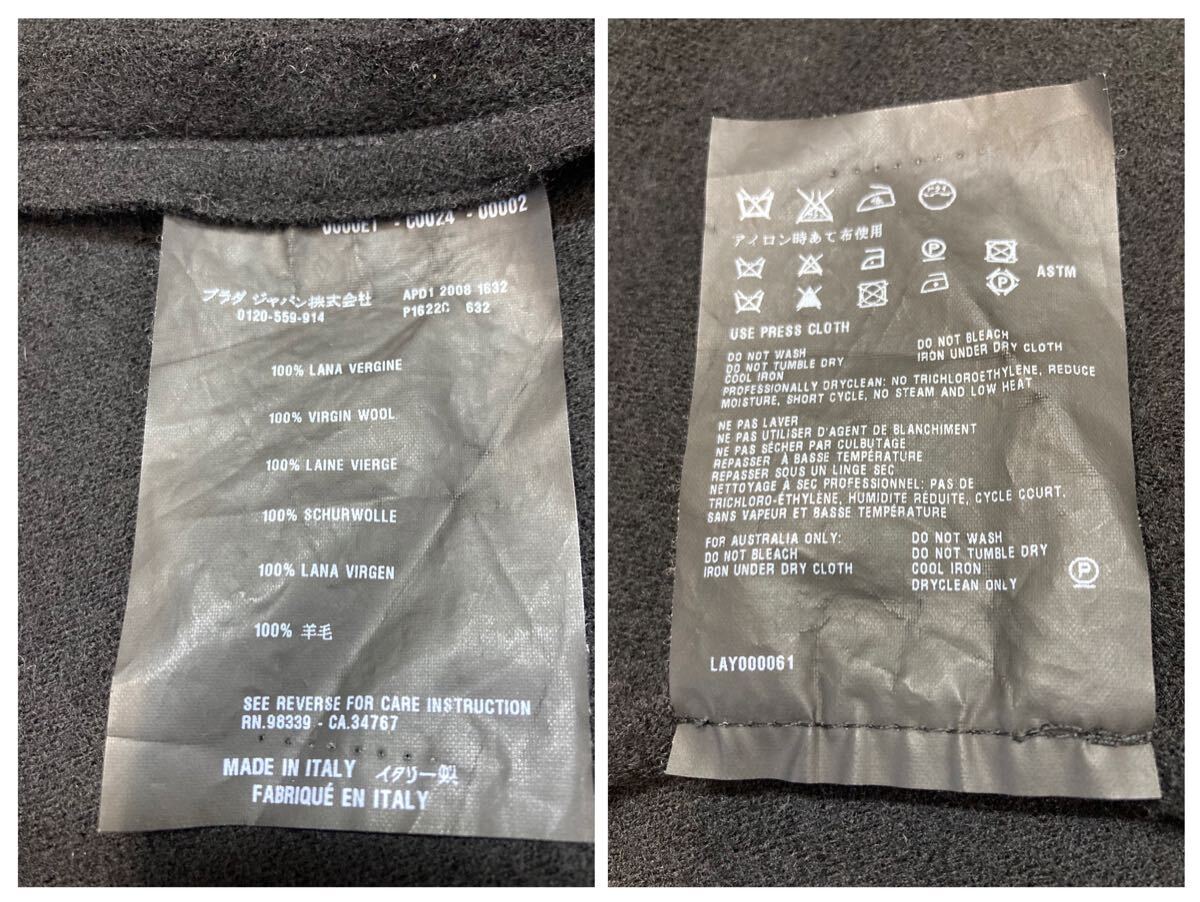 0000E1 - C0024 - 00002
プラダ ジャパン株式会社
0120-559-914
APD1 2008 1632
P1622C 632
100% LANA VERGINE
100% VIRGIN WOOL
100% LAINE VIERGE
100% SCHURWOLLE
100% LANA VIRGEN
100% 羊毛
SEE REVERSE FOR CARE INSTRUCTION
RN.98339 - CA.34767
MADE IN ITALY イタリー製
FABRIQUÉ EN ITALY
ドライ
アイロン時あて布使用
P
ASTM
P
USE PRESS CLOTH
DO NOT WASH
DO NOT TUMBLE DRY
COOL IRON
DO NOT BLEACH
IRON UNDER DRY CLOTH
PROFESSIONALLY DRYCLEAN: NO TRICHLOROETHYLENE, REDUCE
MOISTURE, SHORT CYCLE, NO STEAM AND LOW HEAT
NE PAS LAVER
NE PAS UTILISER D'AGENT DE BLANCHIMENT
NE PAS SÉCHER PAR CULBUTAGE
REPASSER À BASSE TEMPÉRATURE
REPASSER SOUS UN LINGE SEC
NETTOYAGE À SEC PROFESSIONNEL: PAS DE
TRICHLORO-ÉTHYLÈNE, HUMIDITÉ RÉDUITE, CYCLE COURT,
SANS VAPEUR ET BASSE TEMPÉRATURE
FOR AUSTRALIA ONLY:
DO NOT BLEACH
IRON UNDER DRY CLOTH
DO NOT WASH
DO NOT TUMBLE DRY
COOL IRON
DRYCLEAN ONLY
P
LAY000061